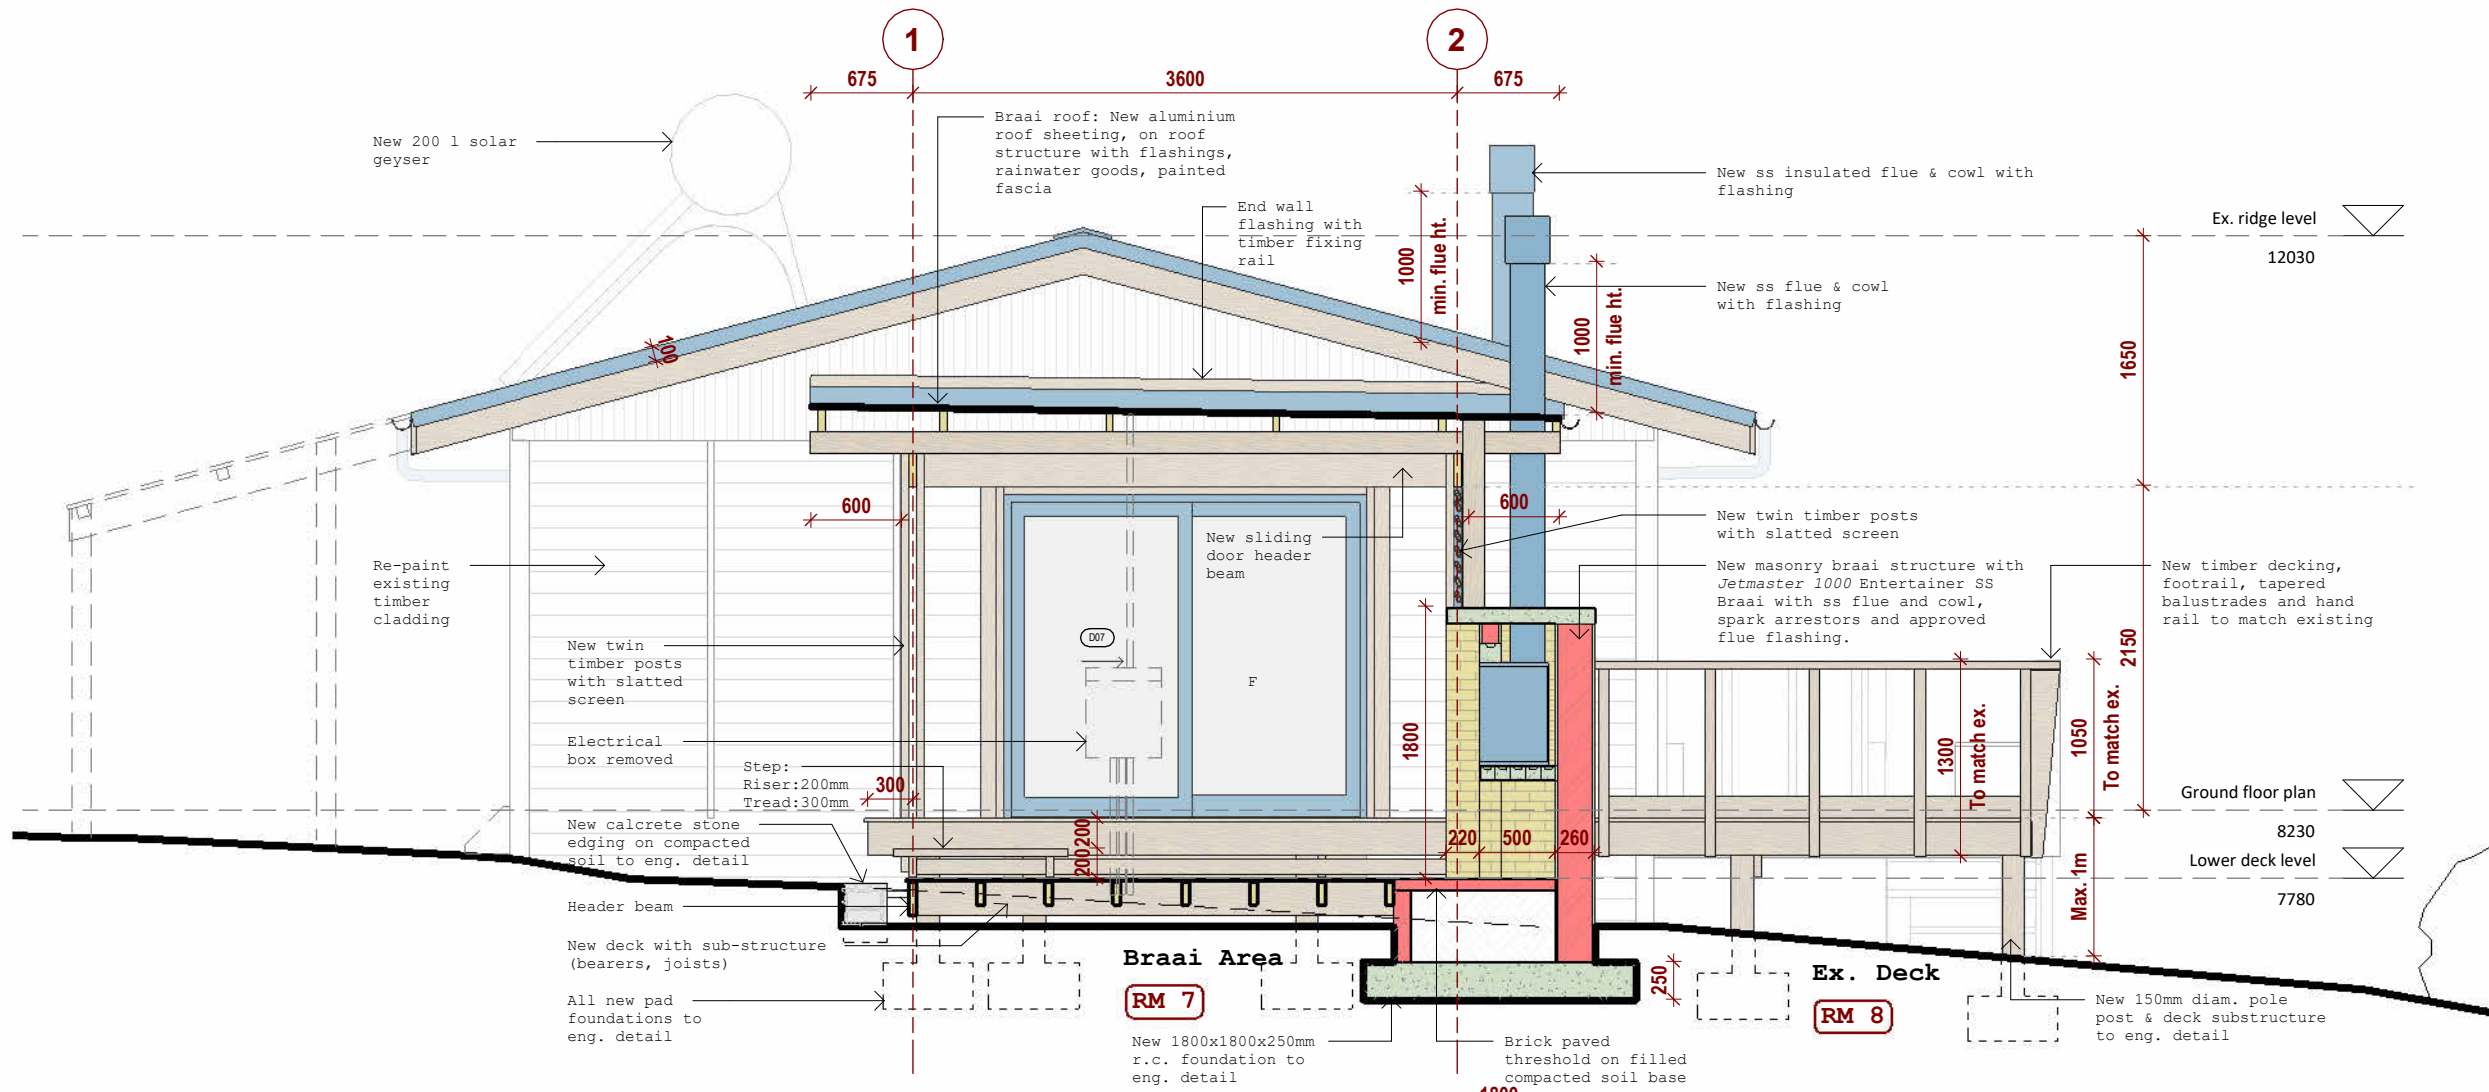 1
2
675
3600
675
New 200 l solar
geyser
Braai roof: New aluminium
roof sheeting, on roof
structure with flashings,
rainwater goods, painted
fascia
End wall
flashing with
timber fixing
rail
1000
min. flue ht.
New ss insulated flue & cowl with
flashing
Ex. ridge level
12030
New ss flue & cowl
with flashing
1000
min. flue ht.
100
1650
600
600
New sliding
door header
beam
New twin timber posts
with slatted screen
Re-paint
existing
timber
cladding
New masonry braai structure with
Jetmaster 1000 Entertainer SS
Braai with ss flue and cowl,
spark arrestors and approved
flue flashing.
New timber decking,
footrail, tapered
balustrades and hand
rail to match existing
2150
D07
F
New twin
timber posts
with slatted
screen
1800
1300
To match ex.
1050
To match ex.
Electrical
box removed
Step:
Riser:200mm
Tread:300mm
300
Ground floor plan
8230
New calcrete stone
edging on compacted
soil to eng. detail
200
200
220
500
260
Lower deck level
7780
Max. 1m
Header beam
New deck with sub-structure
(bearers, joists)
Braai Area
RM 7
250
Ex. Deck
RM 8
All new pad
foundations to
eng. detail
New 150mm diam. pole
post & deck substructure
to eng. detail
New 1800x1800x250mm
r.c. foundation to
eng. detail
Brick paved
threshold on filled
compacted soil base
1800